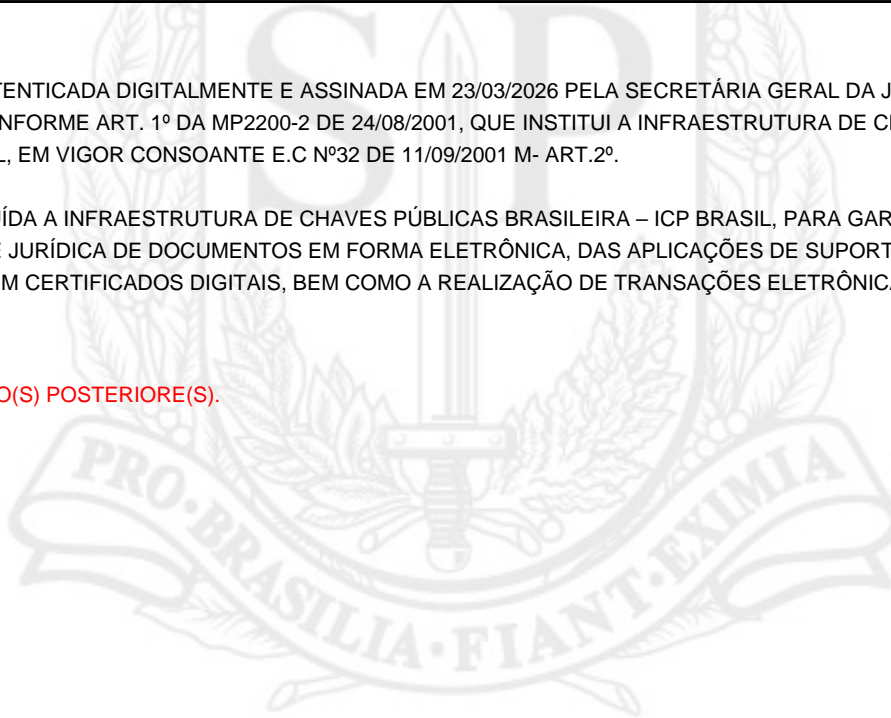 TENTICADA DIGITALMENTE E ASSINADA EM 23/03/2026 PELA SECRETÁRIA GERAL DA J
NFORME ART. 1º DA MP2200-2 DE 24/08/2001, QUE INSTITUI A INFRAESTRUTURA DE C
L, EM VIGOR CONSOANTE E.C Nº32 DE 11/09/2001 M- ART.2º.
UÍDA A INFRAESTRUTURA DE CHAVES PÚBLICAS BRASILEIRA – ICP BRASIL, PARA GAR
E JURÍDICA DE DOCUMENTOS EM FORMA ELETRÔNICA, DAS APLICAÇÕES DE SUPORT
M CERTIFICADOS DIGITAIS, BEM COMO A REALIZAÇÃO DE TRANSAÇÕES ELETRÔNICA
O(S) POSTERIORE(S).
SP
PRO•BRASILIA•FIANT•EXIMIA